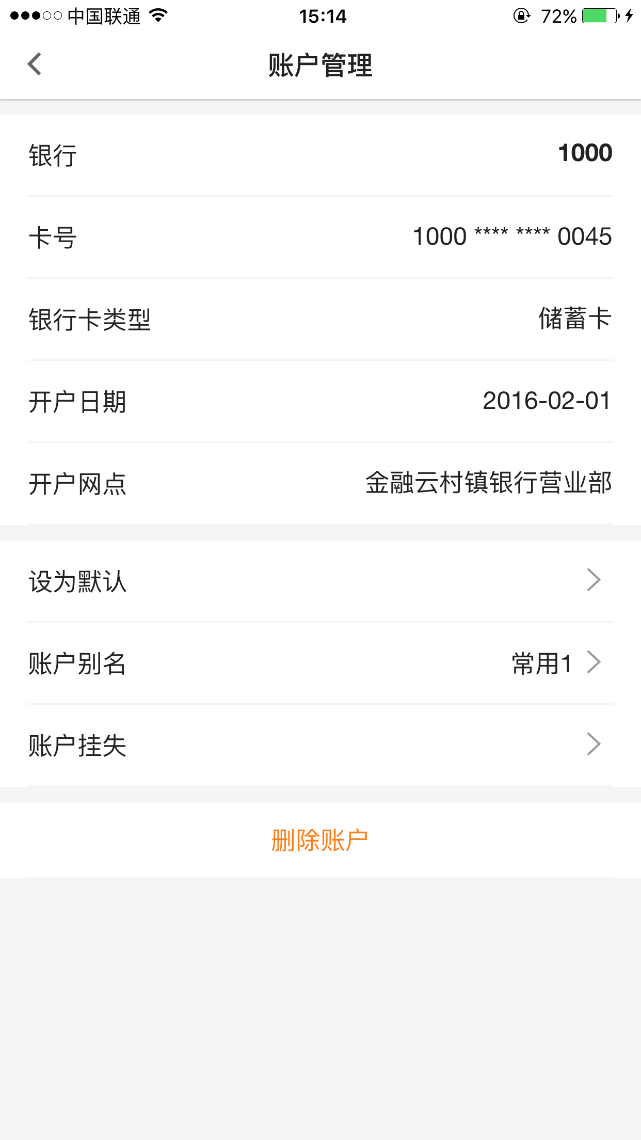 中国联通 15:14 72%
账户管理
银行 1000
卡号 1000 **** **** 0045
银行卡类型 储蓄卡
开户日期 2016-02-01
开户网点 金融云村镇银行营业部
设为默认
账户别名 常用1
账户挂失
删除账户